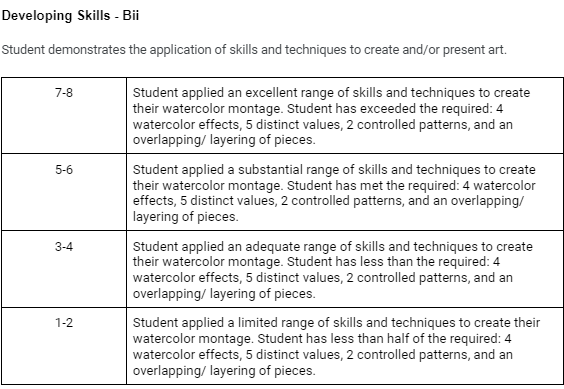 Developing Skills - Bii
Student demonstrates the application of skills and techniques to create and/or present art.
7-8
Student applied an excellent range of skills and techniques to create
their watercolor montage. Student has exceeded the required: 4
watercolor effects, 5 distinct values, 2 controlled patterns, and an
overlapping/ layering of pieces.
5-6
Student applied a substantial range of skills and techniques to create
their watercolor montage. Student has met the required: 4 watercolor
effects, 5 distinct values, 2 controlled patterns, and an overlapping/
layering of pieces.
3-4
Student applied an adequate range of skills and techniques to create
their watercolor montage. Student has less than the required: 4
watercolor effects, 5 distinct values, 2 controlled patterns, and an
overlapping/ layering of pieces.
1-2
Student applied a limited range of skills and techniques to create their
watercolor montage. Student has less than half of the required: 4
watercolor effects, 5 distinct values, 2 controlled patterns, and an
overlapping/ layering of pieces.